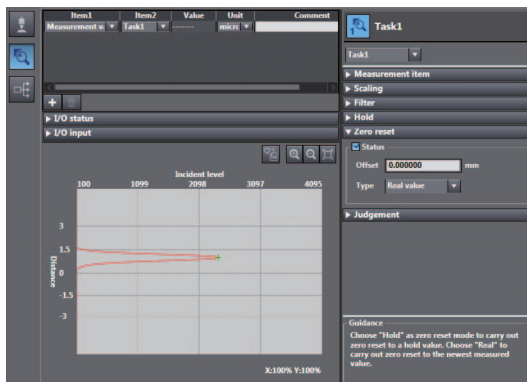 Item1 Item2 Value Unit Comment
Measurement v. Task1 ------- micro
I/O status
I/O input
Incident level
100 1099 2098 3097 4095
3
1.5
0
-1.5
-3
Distance
X:100% Y:100%
1 Task1
Task1
Measurement item
Scaling
Filter
Hold
Zero reset
Status
Offset 0.000000 mm
Type Real value
Judgement
Guidance
Choose "Hold" as zero reset mode to carry out
zero reset to a hold value. Choose "Real" to
carry out zero reset to the newest measured
value.